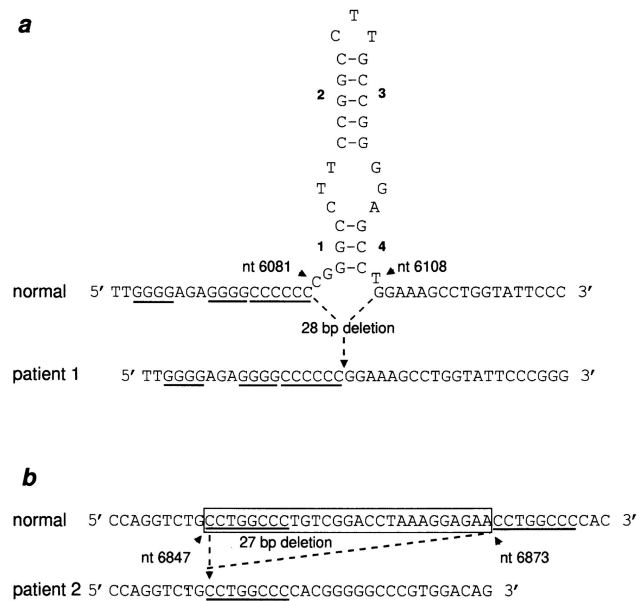 a
T
C T
C–G
G–C
2 G–C 3
C–G
C–G
T G
T G
C A
C–G
1 G–C 4
nt 6081 C G G–C T nt 6108
normal 5′ TTGGGGAGAGGGGCCCCCC GGAAAGCCTGGTATTCCC 3′
28 bp deletion
patient 1 5′ TTGGGGAGAGGGGCCCCCCGGAAAGCCTGGTATTCCCGGG 3′
b
normal 5′ CCAGGTCTGCCTGGCCCTGTCGGACCTAAAGGAGAACCTGGCCCCAC 3′
27 bp deletion
nt 6847 nt 6873
patient 2 5′ CCAGGTCTGCCTGGCCCCACGGGGGCCCGTGGACAG 3′